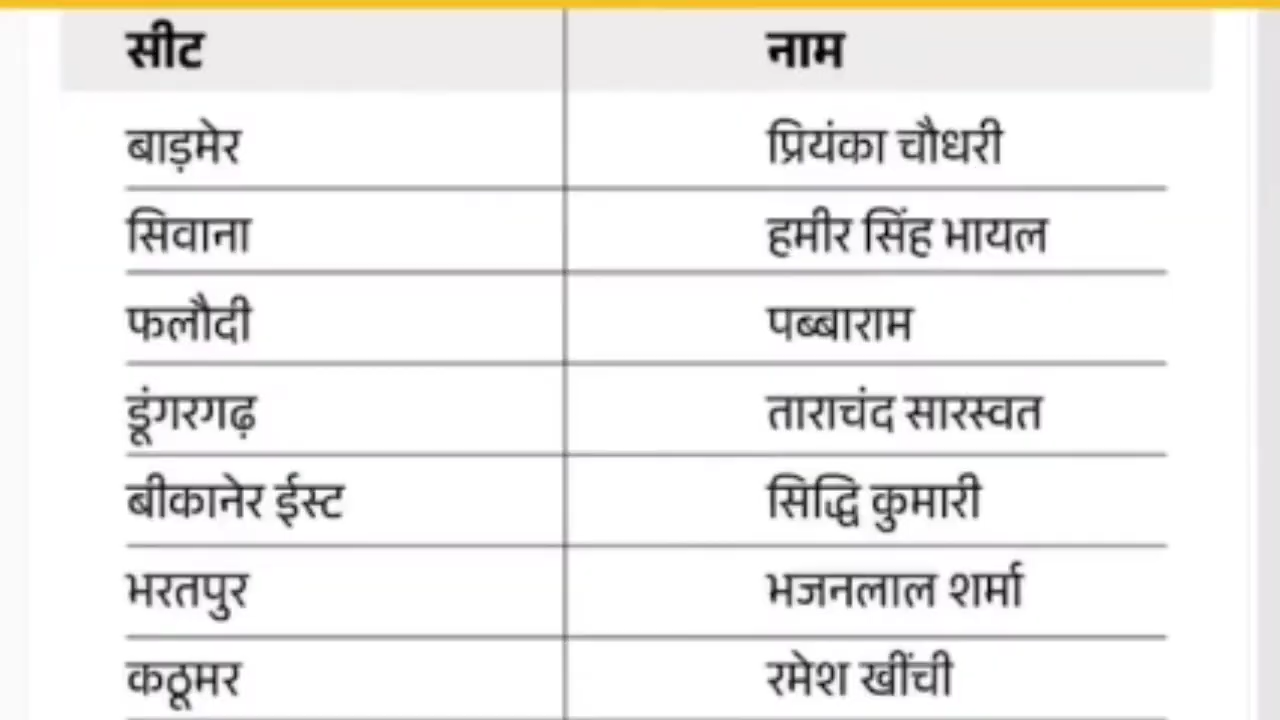 सीट नाम
बाड़मेर प्रियंका चौधरी
सिवाना हमीर सिंह भायल
फलौदी पब्बाराम
डूंगरगढ़ ताराचंद सारस्वत
बीकानेर ईस्ट सिद्धि कुमारी
भरतपुर भजनलाल शर्मा
कठूमर रमेश खींची